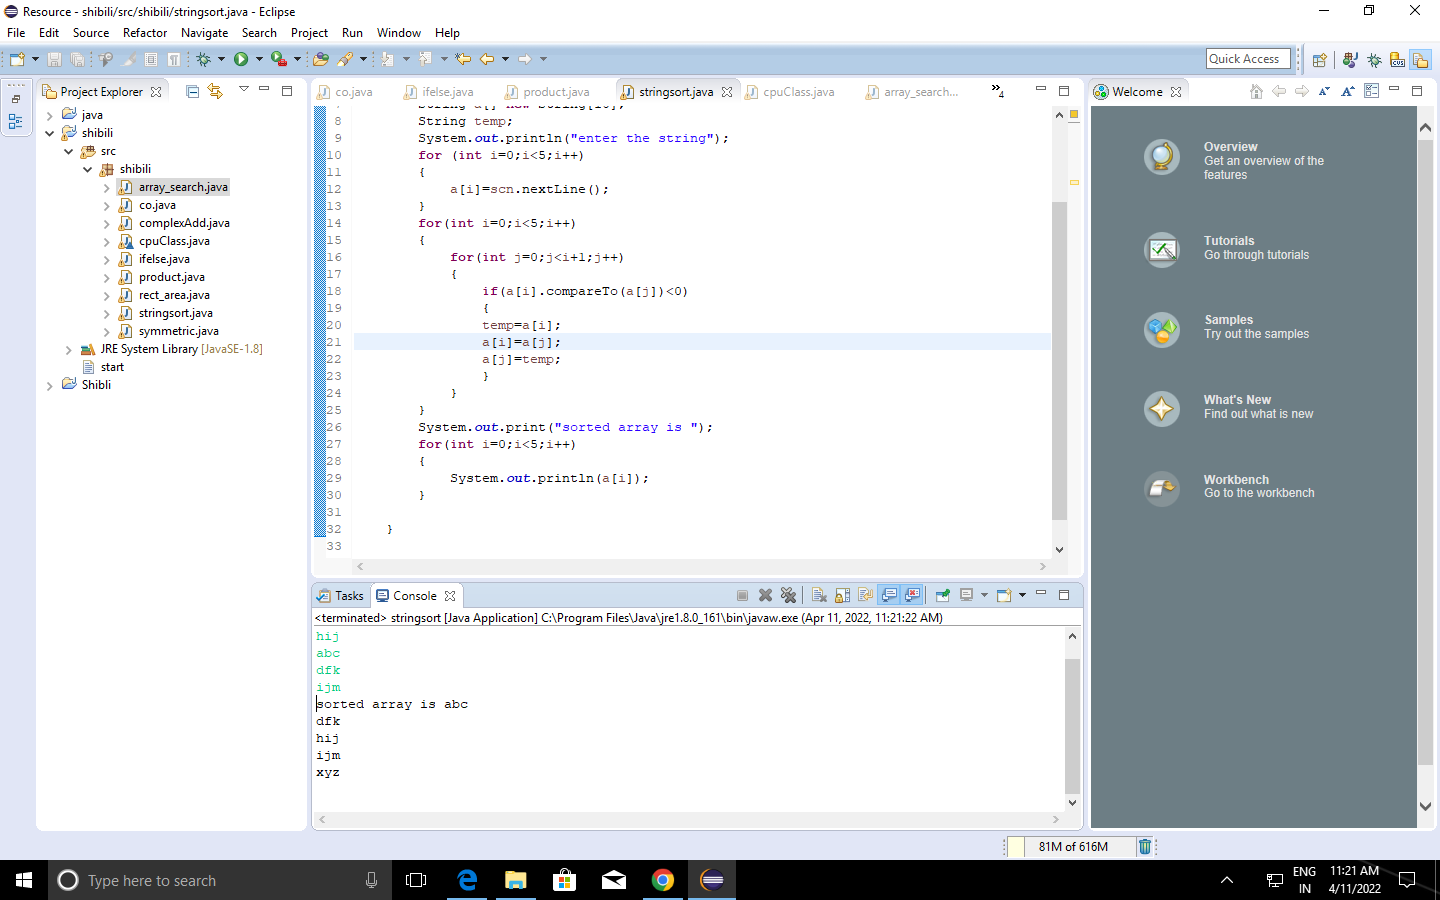 Resource - shibili/src/shibili/stringsort.java - Eclipse
File Edit Source Refactor Navigate Search Project Run Window Help
Quick Access
Project Explorer
java
shibili
src
shibili
array_search.java
co.java
complexAdd.java
cpuClass.java
ifelse.java
product.java
rect_area.java
stringsort.java
symmetric.java
JRE System Library [JavaSE-1.8]
start
Shibli
co.java ifelse.java product.java stringsort.java cpuClass.java array_search... »4
8 String temp;
9 System.out.println("enter the string");
10 for (int i=0;i<5;i++)
11 {
12 a[i]=scn.nextLine();
13 }
14 for(int i=0;i<5;i++)
15 {
16 for(int j=0;j<i+1;j++)
17 {
18 if(a[i].compareTo(a[j])<0)
19 {
20 temp=a[i];
21 a[i]=a[j];
22 a[j]=temp;
23 }
24 }
25 }
26 System.out.print("sorted array is ");
27 for(int i=0;i<5;i++)
28 {
29 System.out.println(a[i]);
30 }
31
32 }
33
Tasks Console
<terminated> stringsort [Java Application] C:\Program Files\Java\jre1.8.0_161\bin\javaw.exe (Apr 11, 2022, 11:21:22 AM)
hij
abc
dfk
ijm
sorted array is abc
dfk
hij
ijm
xyz
Welcome
Overview
Get an overview of the
features
Tutorials
Go through tutorials
Samples
Try out the samples
What's New
Find out what is new
Workbench
Go to the workbench
81M of 616M
Type here to search
ENG
IN
11:21 AM
4/11/2022